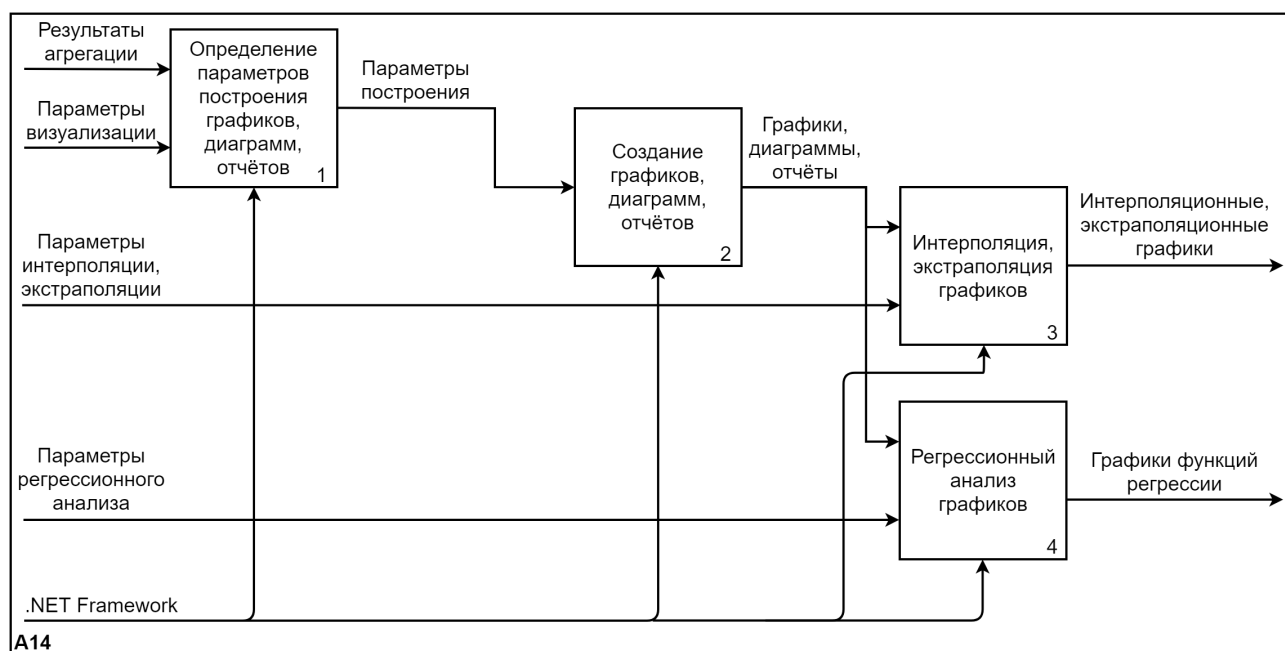 Результаты
агрегации
Параметры
визуализации
Определение
параметров
построения
графиков,
диаграмм,
отчётов
1
Параметры
построения
Создание
графиков,
диаграмм,
отчётов
2
Графики,
диаграммы,
отчёты
Параметры
интерполяции,
экстраполяции
Интерполяция,
экстраполяция
графиков
3
Интерполяционные,
экстраполяционные
графики
Параметры
регрессионного
анализа
Регрессионный
анализ
графиков
4
Графики функций
регрессии
.NET Framework
A14